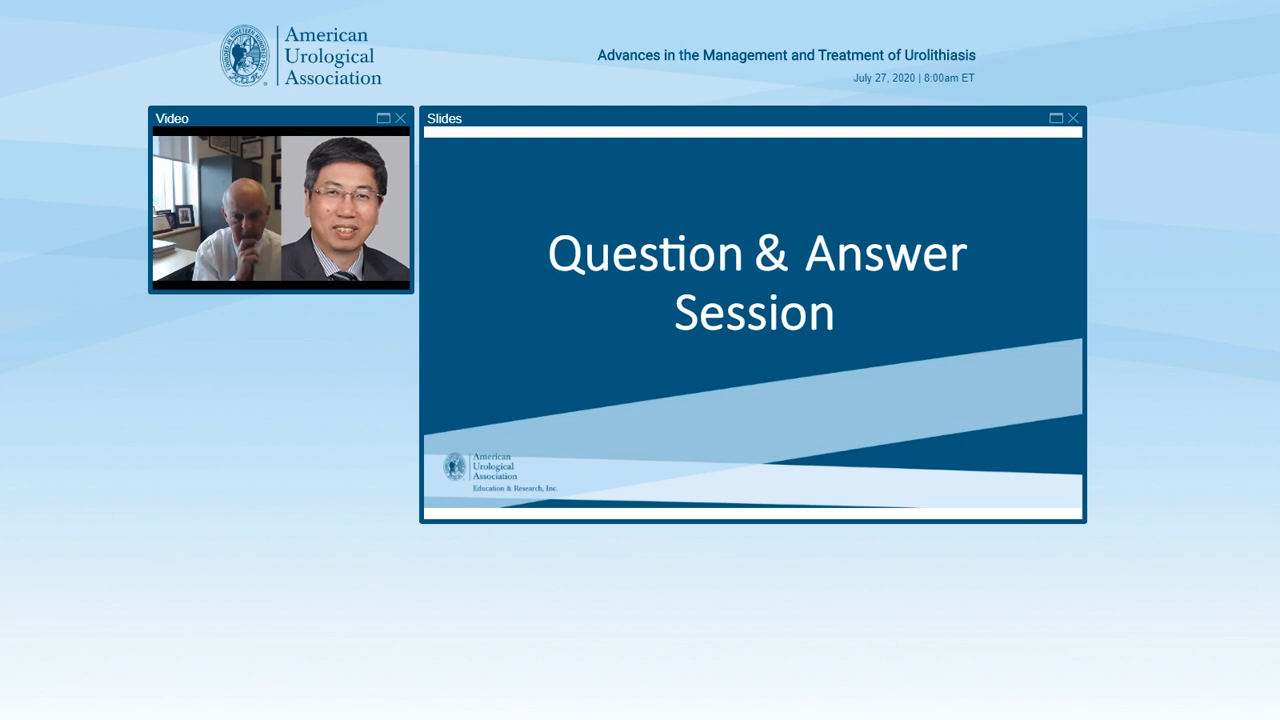 American
Urological
Association
Advances in the Management and Treatment of Urolithiasis
July 27, 2020 | 8:00am ET
Video
Slides
Question & Answer
Session
American
Urological
Association
Education & Research, Inc.